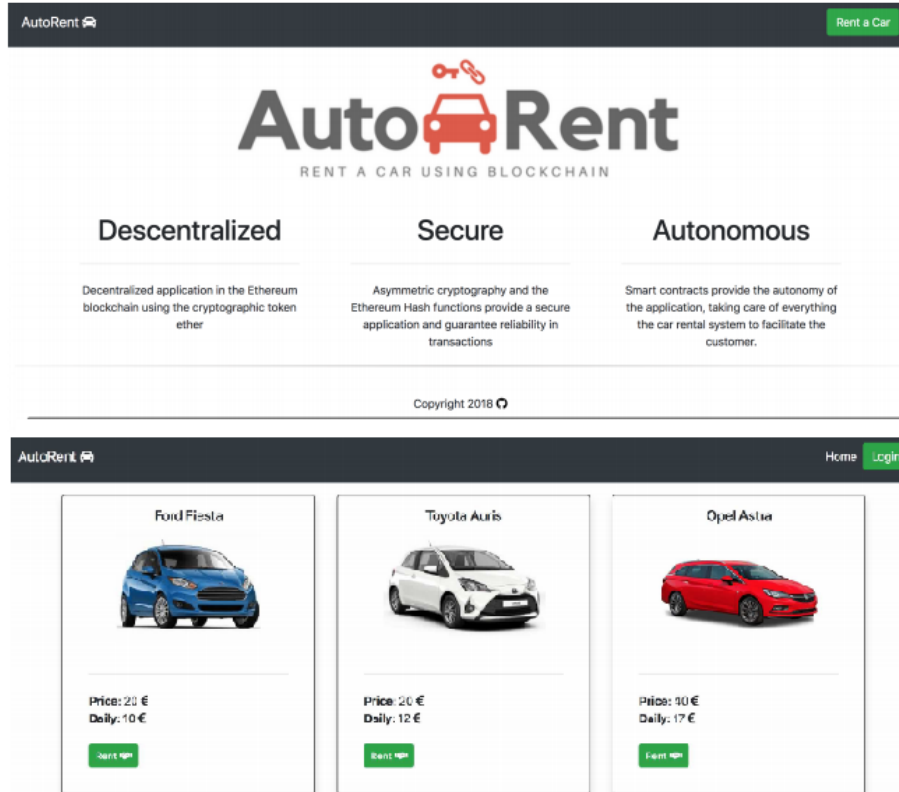 AutoRent
Rent a Car
Auto Rent
RENT A CAR USING BLOCKCHAIN
Descentralized
Decentralized application in the Ethereum
blockchain using the cryptographic token
ether
Secure
Asymmetric cryptography and the
Ethereum Hash functions provide a secure
application and guarantee reliability in
transactions
Autonomous
Smart contracts provide the autonomy of
the application, taking care of everything
the car rental system to facilitate the
customer.
Copyright 2018
AutoRent
Home
Login
Ford Fiesta
Price: 20 €
Daily: 10 €
Rent
Toyota Auris
Price: 20 €
Daily: 12 €
Rent
Opel Astra
Price: 40 €
Daily: 17 €
Rent